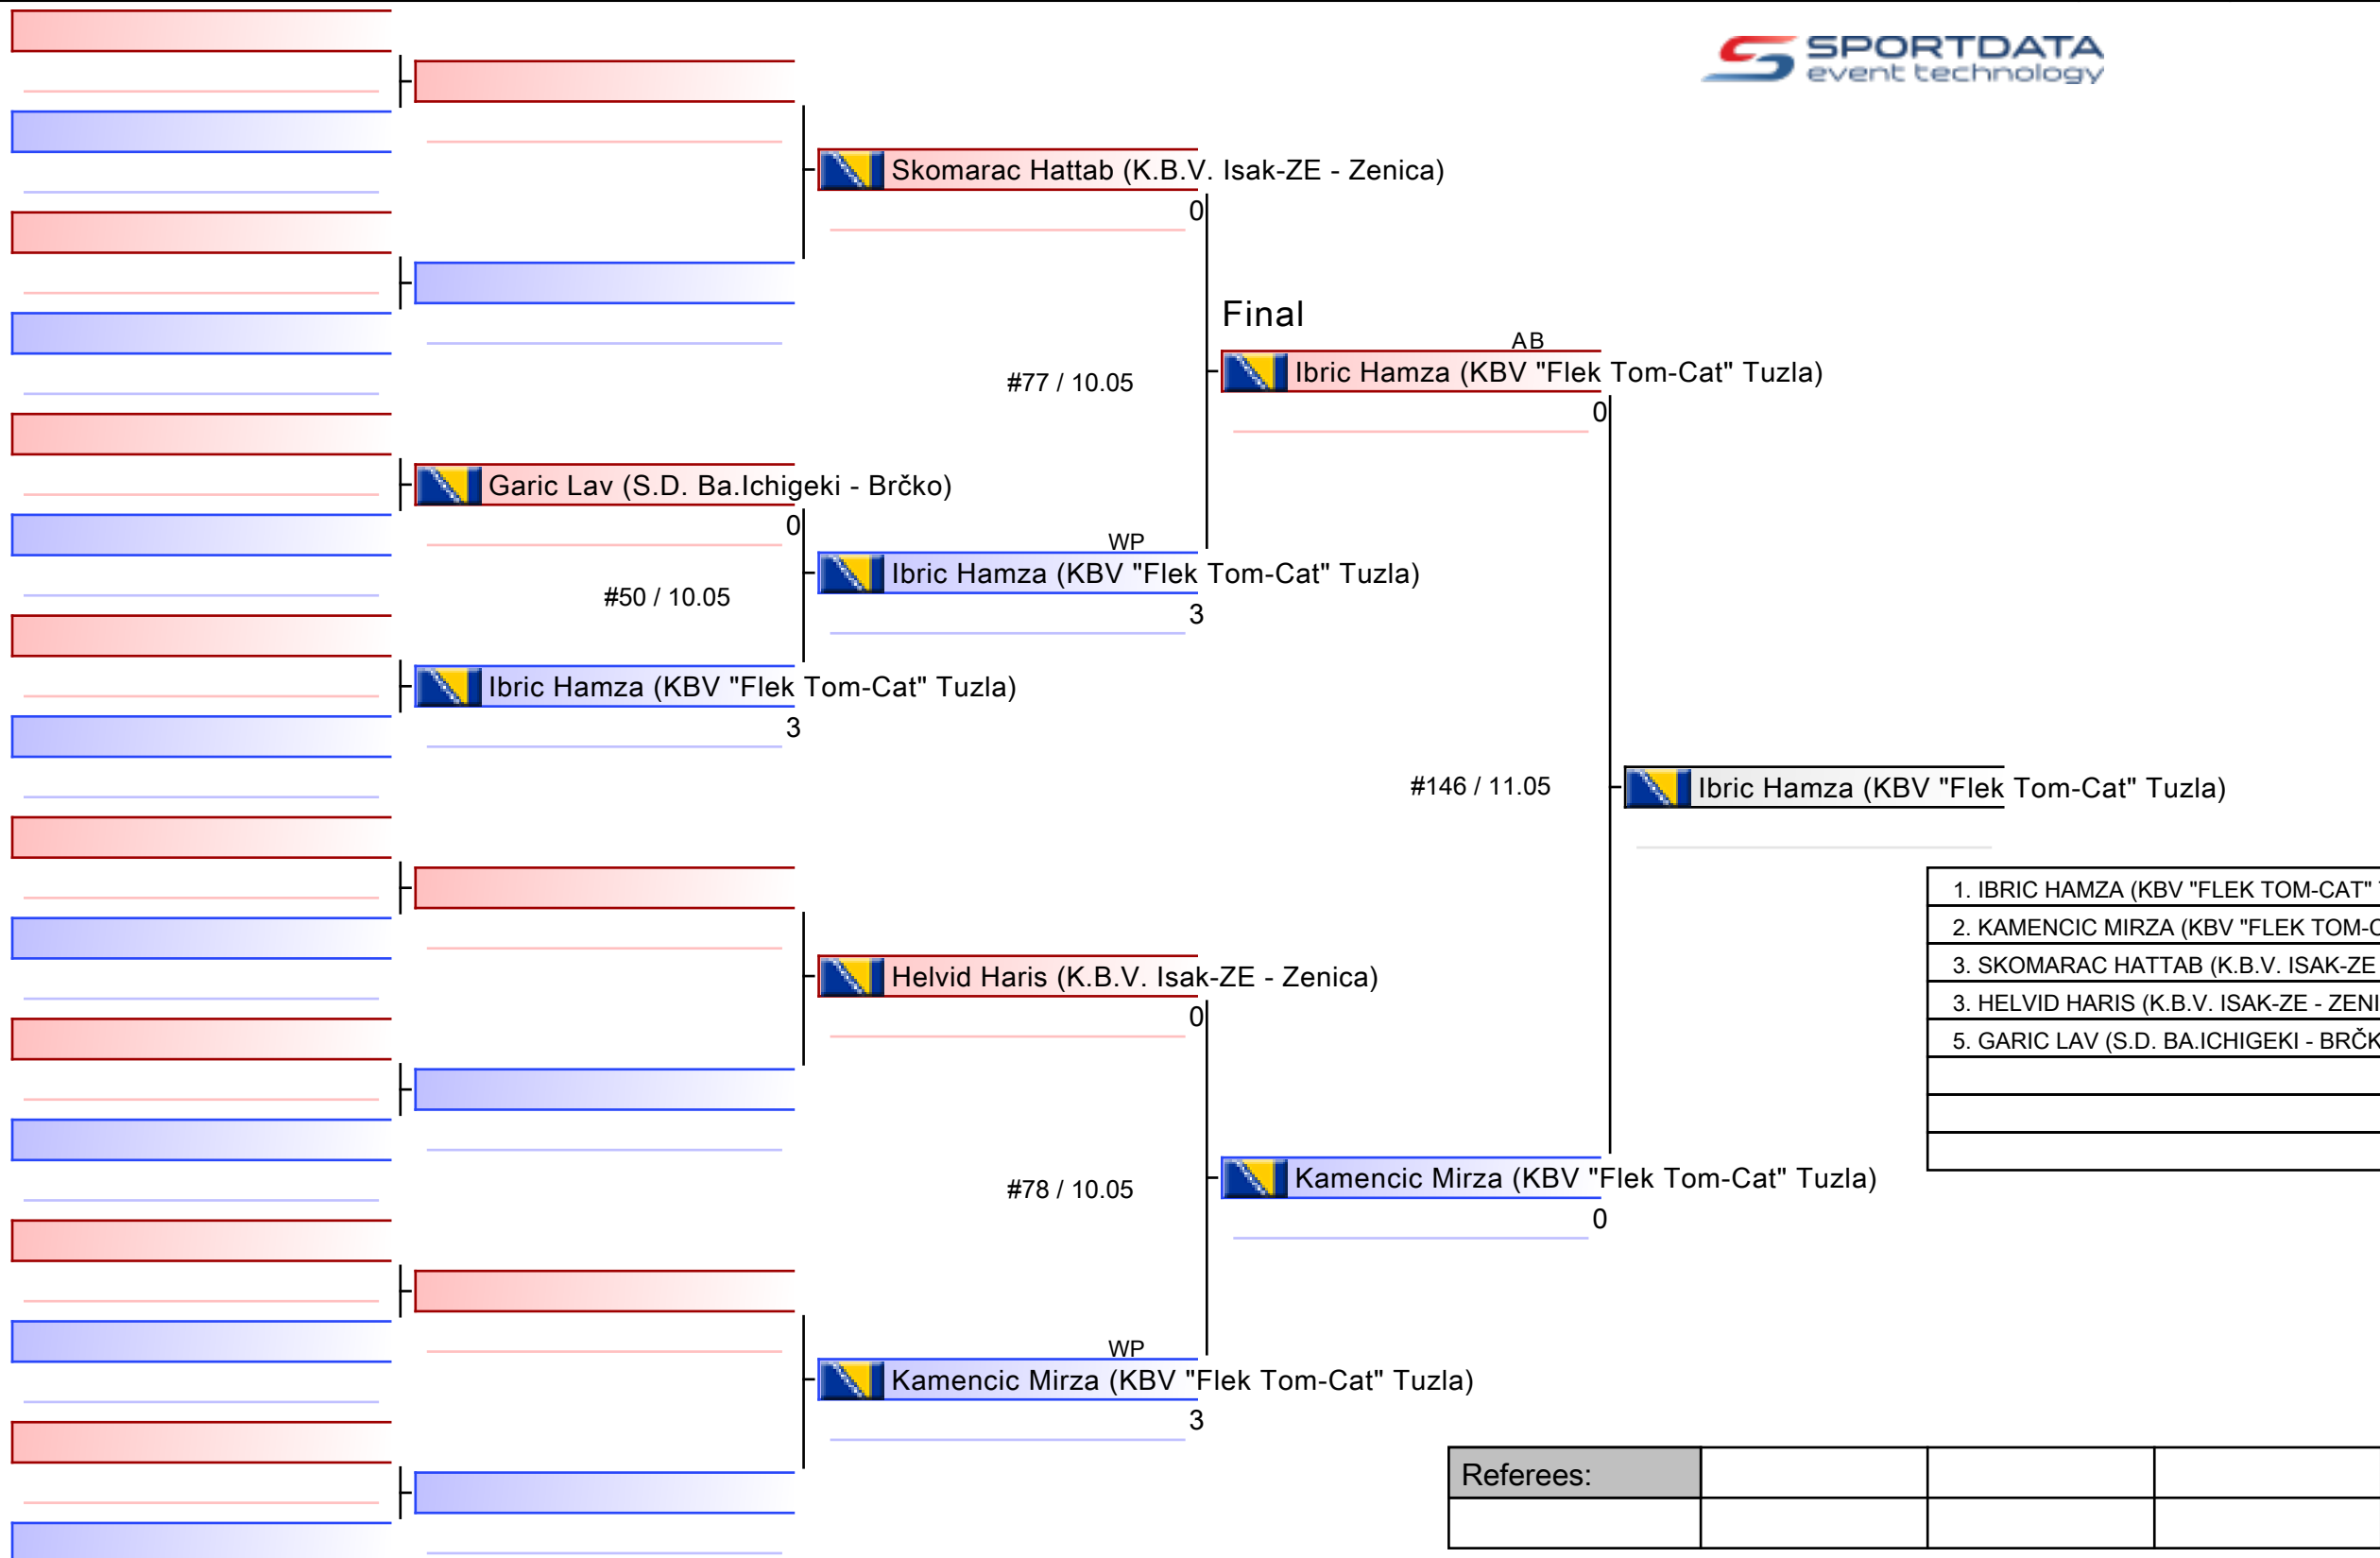 SPORTDATA
event technology
Skomarac Hattab (K.B.V. Isak-ZE - Zenica)
0
Final
AB
#77 / 10.05
Ibric Hamza (KBV "Flek Tom-Cat" Tuzla)
0
Garic Lav (S.D. Ba.Ichigeki - Brčko)
0
WP
Ibric Hamza (KBV "Flek Tom-Cat" Tuzla)
#50 / 10.05
3
Ibric Hamza (KBV "Flek Tom-Cat" Tuzla)
3
#146 / 11.05
Ibric Hamza (KBV "Flek Tom-Cat" Tuzla)
1. IBRIC HAMZA (KBV "FLEK TOM-CAT"
2. KAMENCIC MIRZA (KBV "FLEK TOM-C
3. SKOMARAC HATTAB (K.B.V. ISAK-ZE
3. HELVID HARIS (K.B.V. ISAK-ZE - ZENI
5. GARIC LAV (S.D. BA.ICHIGEKI - BRČK
Helvid Haris (K.B.V. Isak-ZE - Zenica)
0
#78 / 10.05
Kamencic Mirza (KBV "Flek Tom-Cat" Tuzla)
0
WP
Kamencic Mirza (KBV "Flek Tom-Cat" Tuzla)
3
Referees: